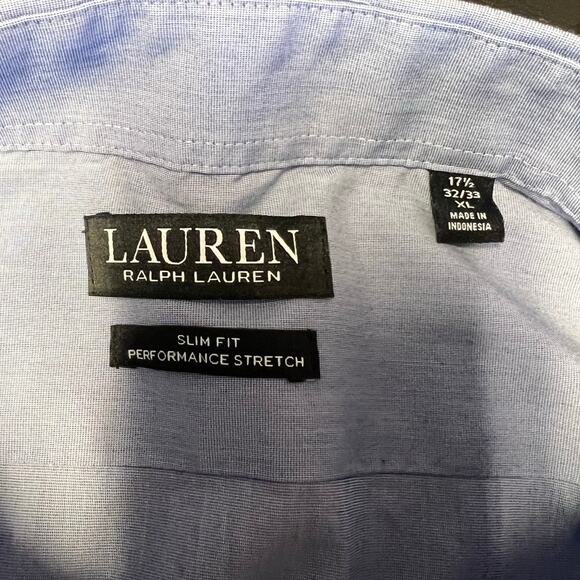 17½
32/33
XL
MADE IN
INDONESIA
LAUREN
RALPH LAUREN
SLIM FIT
PERFORMANCE STRETCH